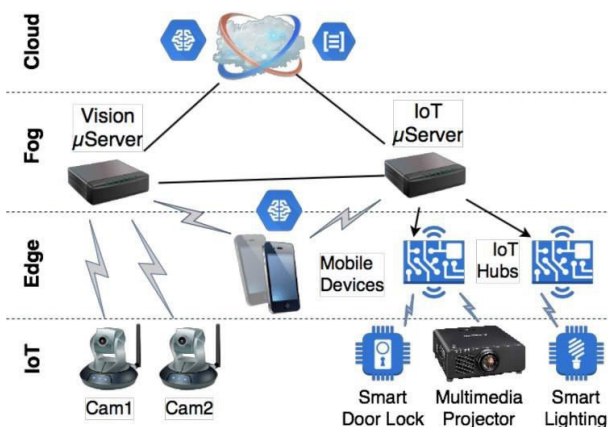 Cloud
Vision
μServer
IoT
μServer
Fog
Edge
Mobile
Devices
IoT
Hubs
IoT
Cam1
Cam2
Smart
Door Lock
Multimedia
Projector
Smart
Lighting